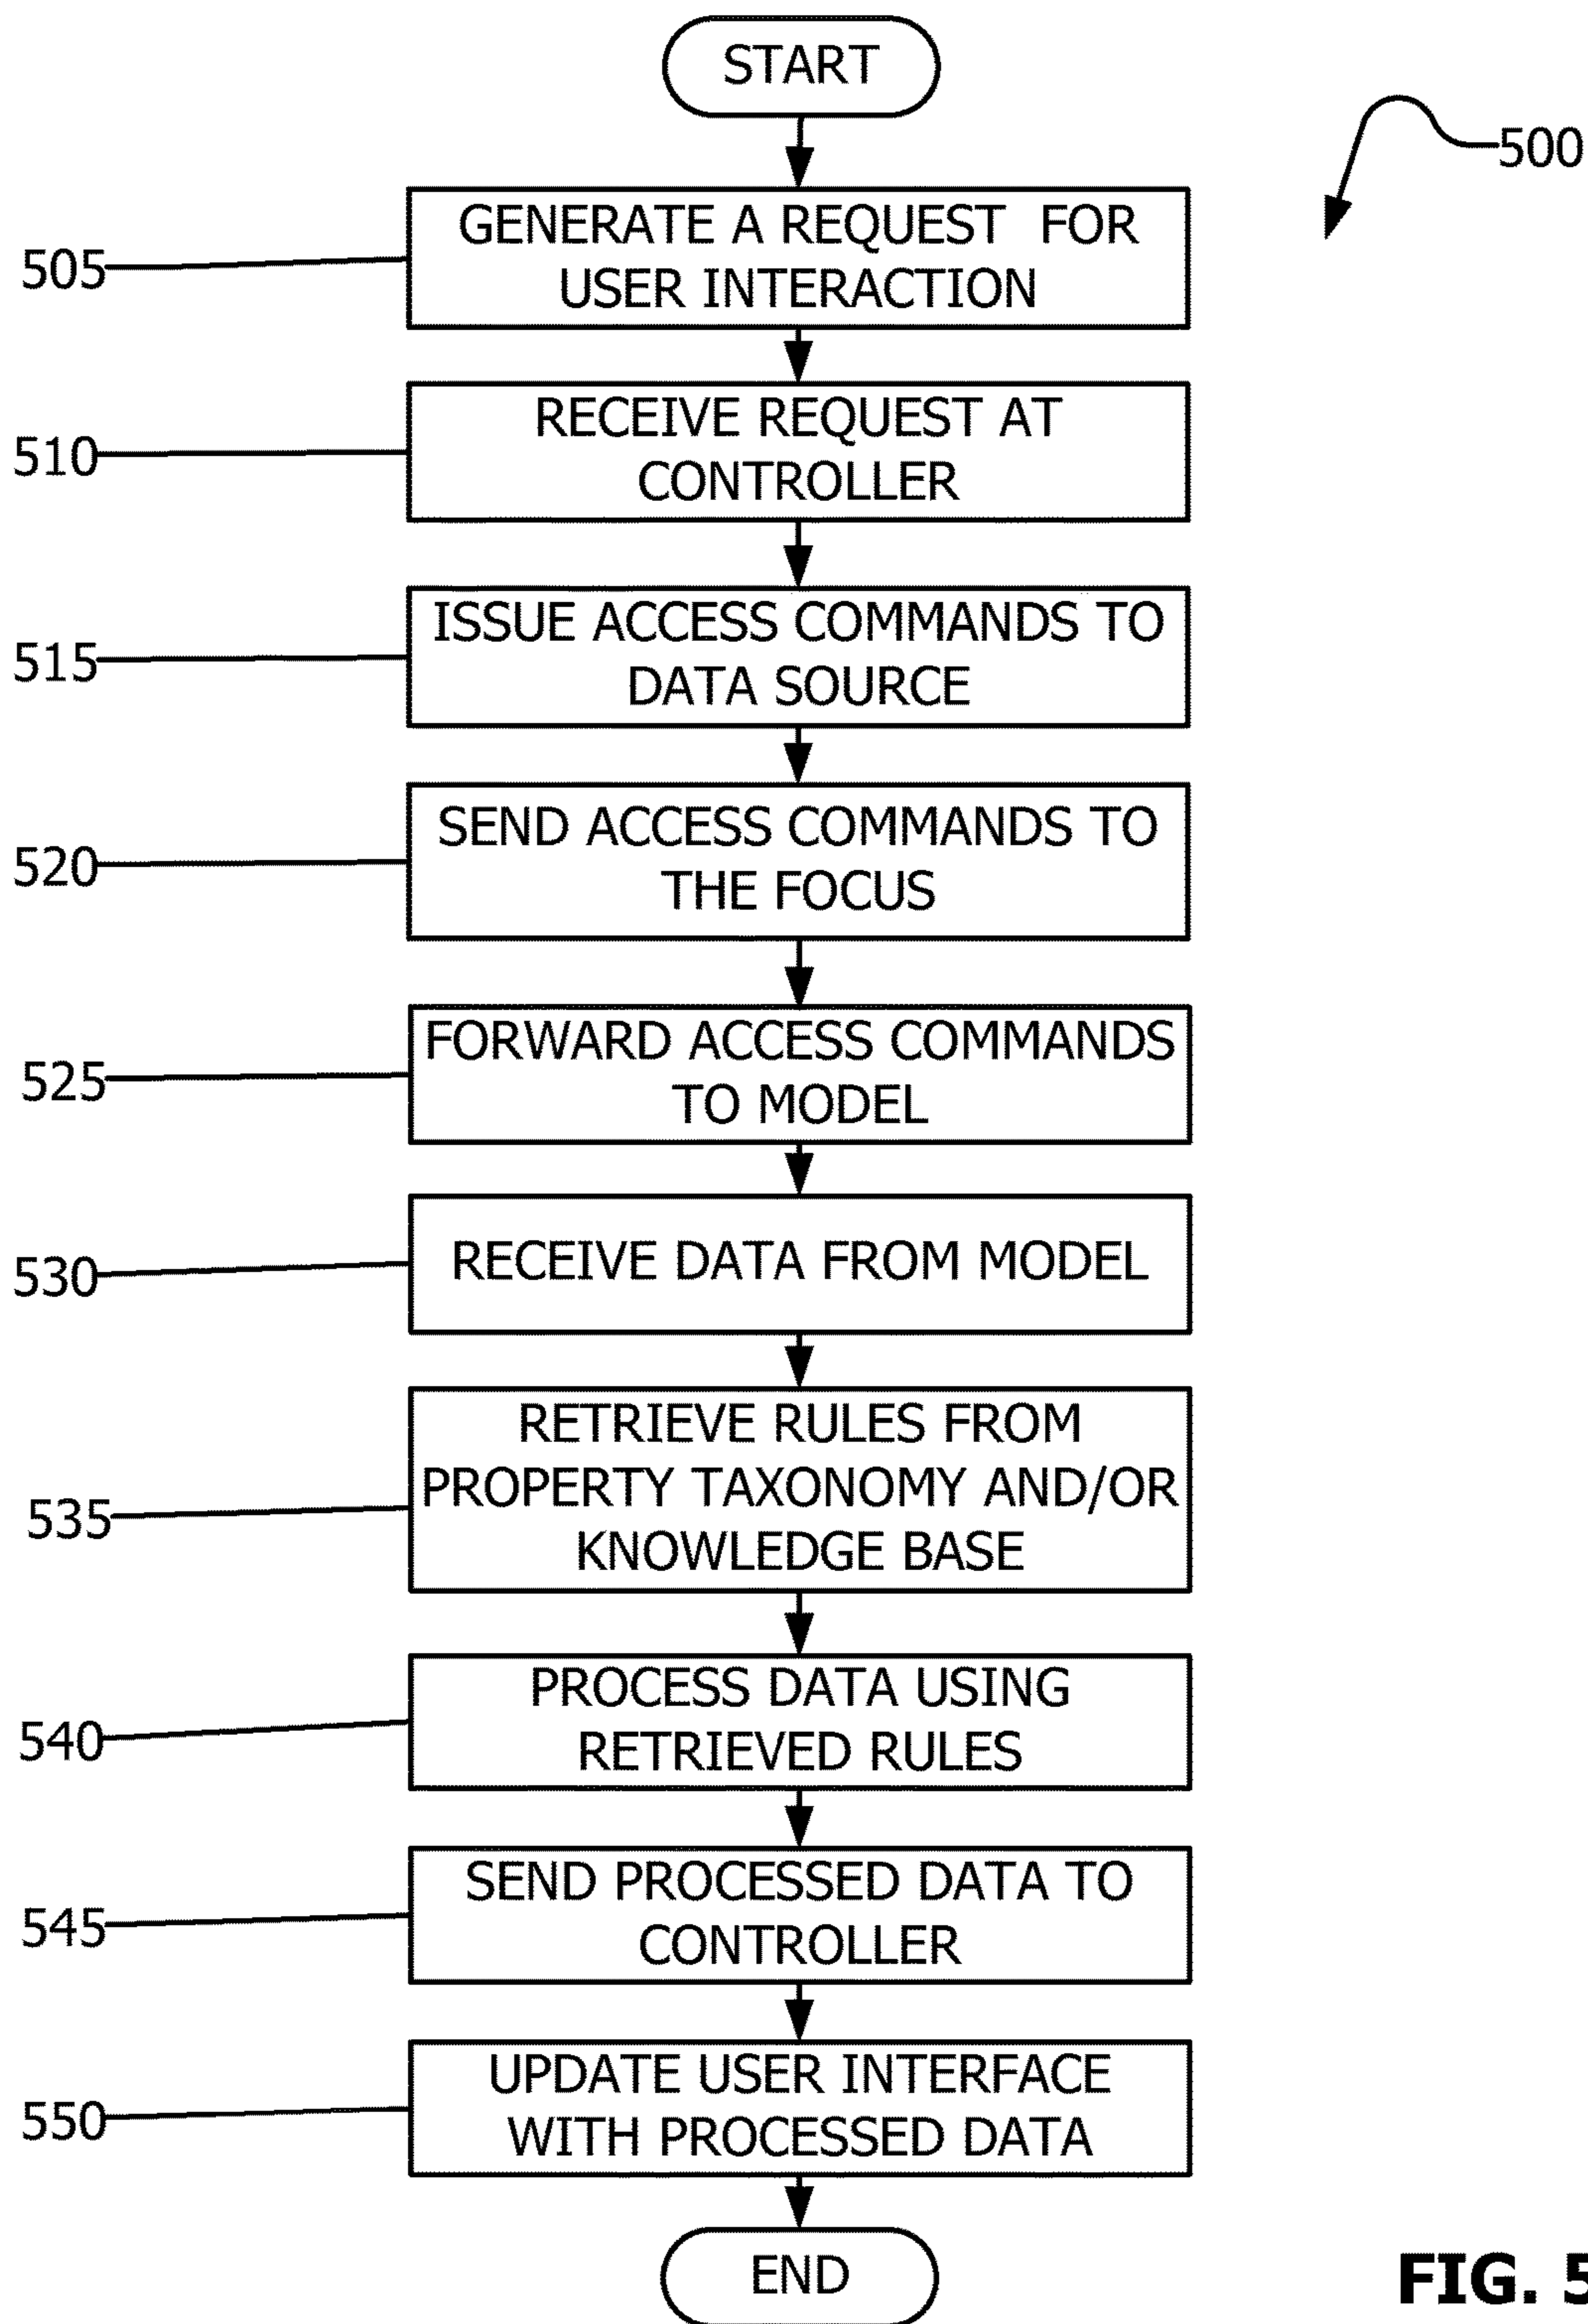 START
500
505
GENERATE A REQUEST FOR
USER INTERACTION
510
RECEIVE REQUEST AT
CONTROLLER
515
ISSUE ACCESS COMMANDS TO
DATA SOURCE
520
SEND ACCESS COMMANDS TO
THE FOCUS
525
FORWARD ACCESS COMMANDS
TO MODEL
530
RECEIVE DATA FROM MODEL
535
RETRIEVE RULES FROM
PROPERTY TAXONOMY AND/OR
KNOWLEDGE BASE
540
PROCESS DATA USING
RETRIEVED RULES
545
SEND PROCESSED DATA TO
CONTROLLER
550
UPDATE USER INTERFACE
WITH PROCESSED DATA
END
FIG. 5